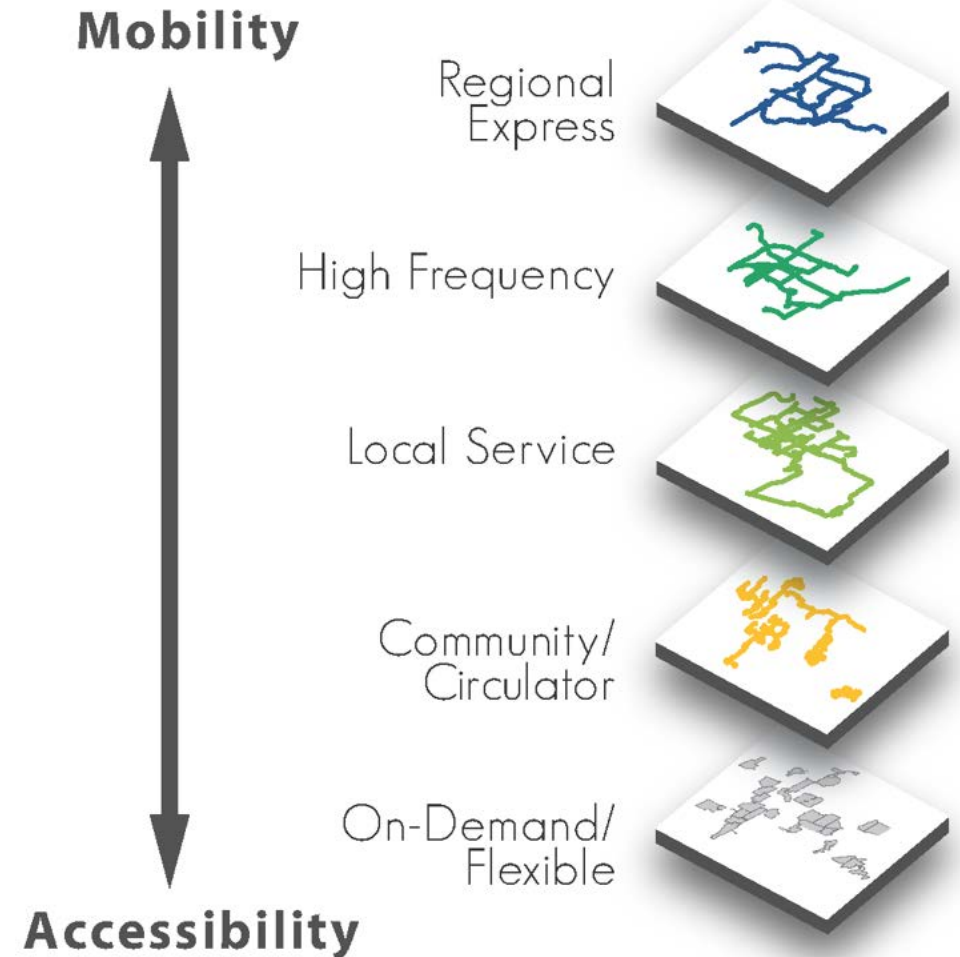 Mobility
Regional
Express
High Frequency
Local Service
Community/
Circulator
On-Demand/
Flexible
Accessibility